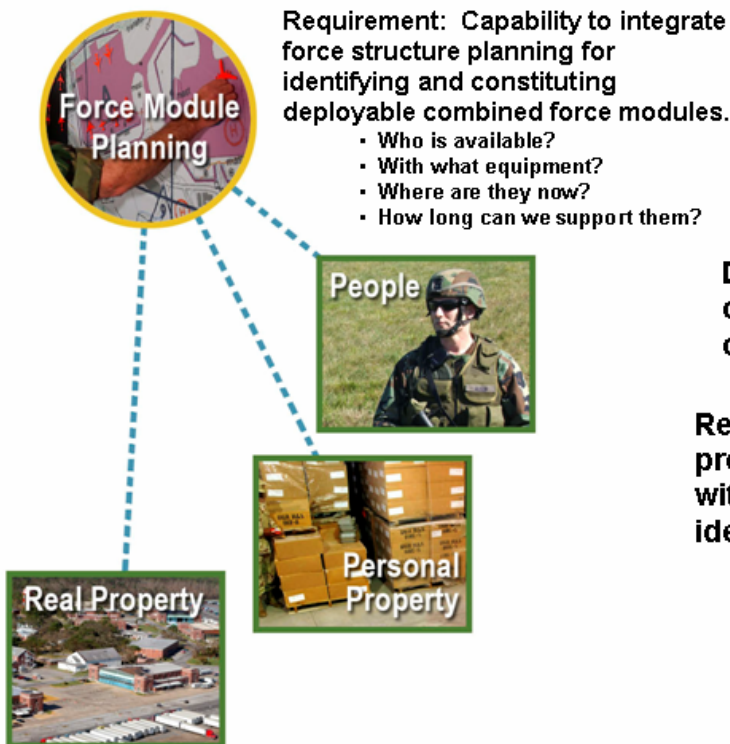 Requirement: Capability to integrate
force structure planning for
identifying and constituting
deployable combined force modules.
▪ Who is available?
▪ With what equipment?
▪ Where are they now?
▪ How long can we support them?
Force Module
Planning
People
Personal
Property
Real Property